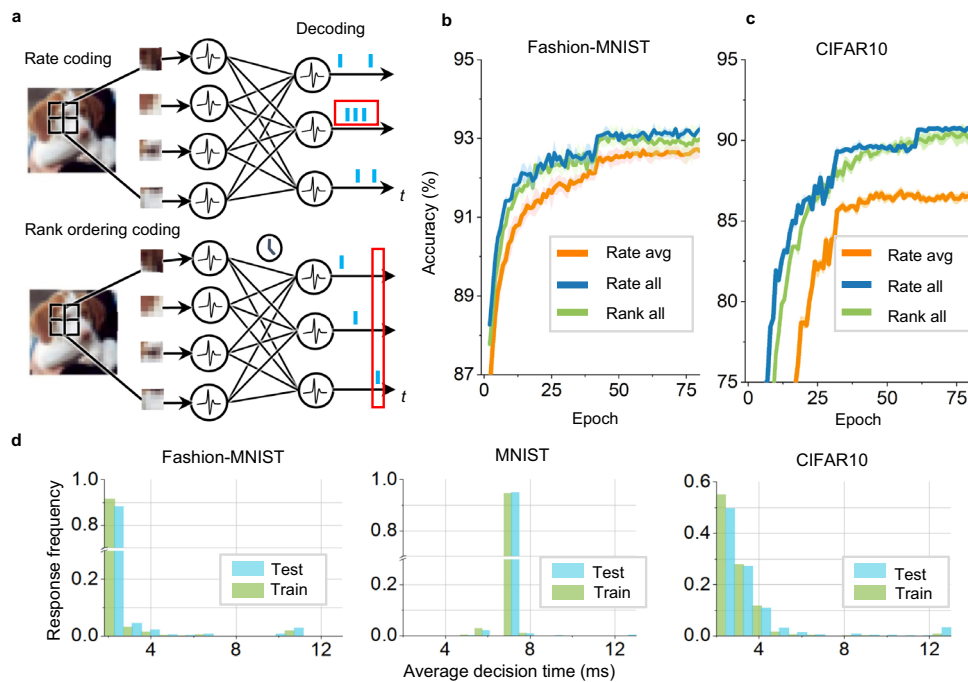 a
Rate coding
Decoding
t
Rank ordering coding
t
b
Fashion-MNIST
Accuracy (%)
95
93
91
89
87
0
25
50
75
Epoch
Rate avg
Rate all
Rank all
c
CIFAR10
95
90
85
80
75
0
25
50
75
Epoch
Rate avg
Rate all
Rank all
d
Fashion-MNIST
Response frequency
1.0
0.8
0.2
0.0
4
8
12
Test
Train
MNIST
1.0
0.8
0.2
0.0
4
8
12
Test
Train
CIFAR10
0.6
0.4
0.2
0.0
4
8
12
Test
Train
Average decision time (ms)